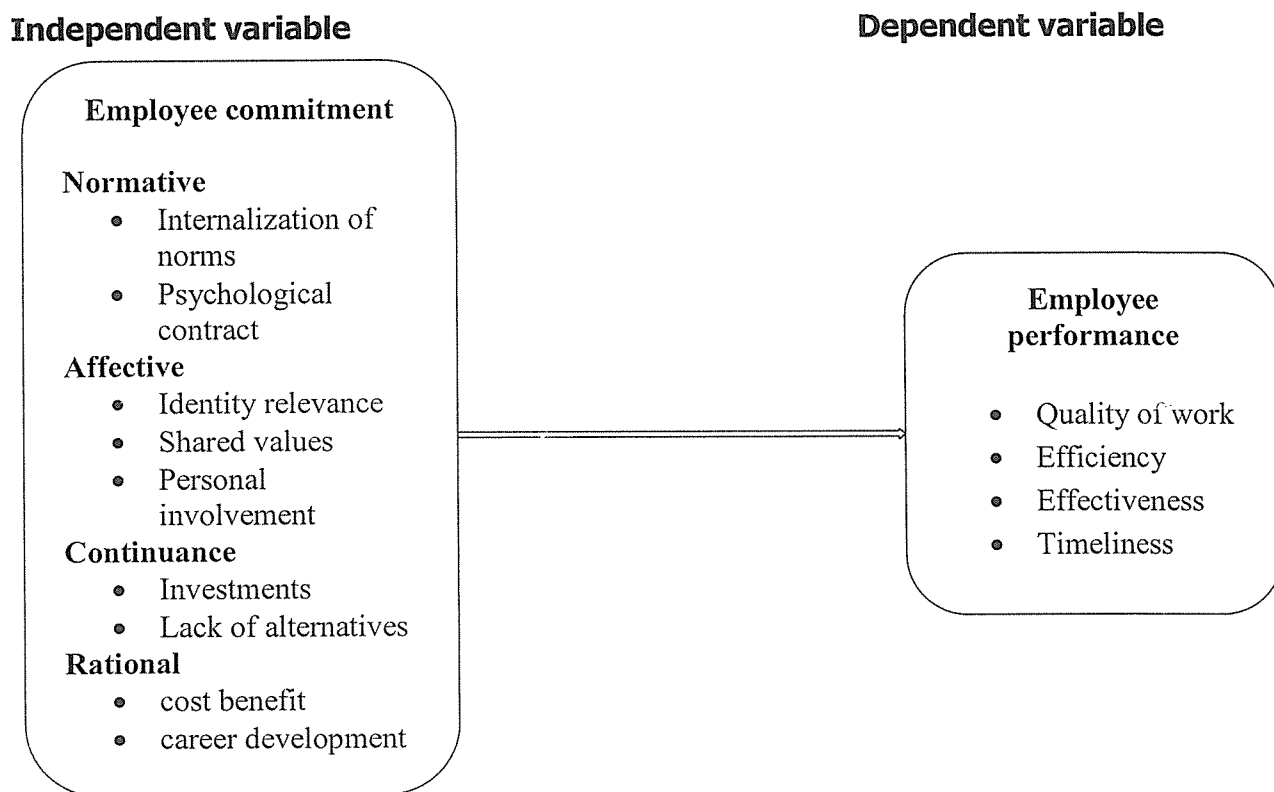 Independent variable
Dependent variable
Employee commitment
Normative
• Internalization of
norms
• Psychological
contract
Affective
• Identity relevance
• Shared values
• Personal
involvement
Continuance
• Investments
• Lack of alternatives
Rational
• cost benefit
• career development
Employee
performance
• Quality of work
• Efficiency
• Effectiveness
• Timeliness